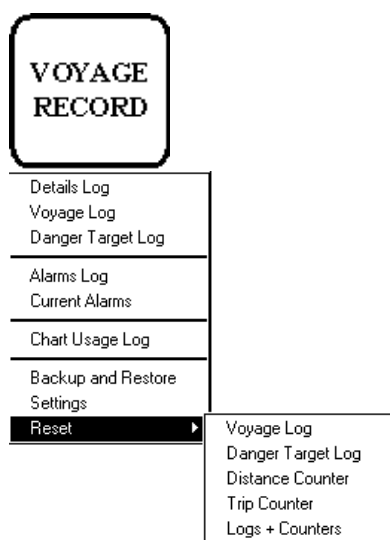 VOYAGE
RECORD
Details Log
Voyage Log
Danger Target Log
Alarms Log
Current Alarms
Chart Usage Log
Backup and Restore
Settings
Reset
Voyage Log
Danger Target Log
Distance Counter
Trip Counter
Logs + Counters